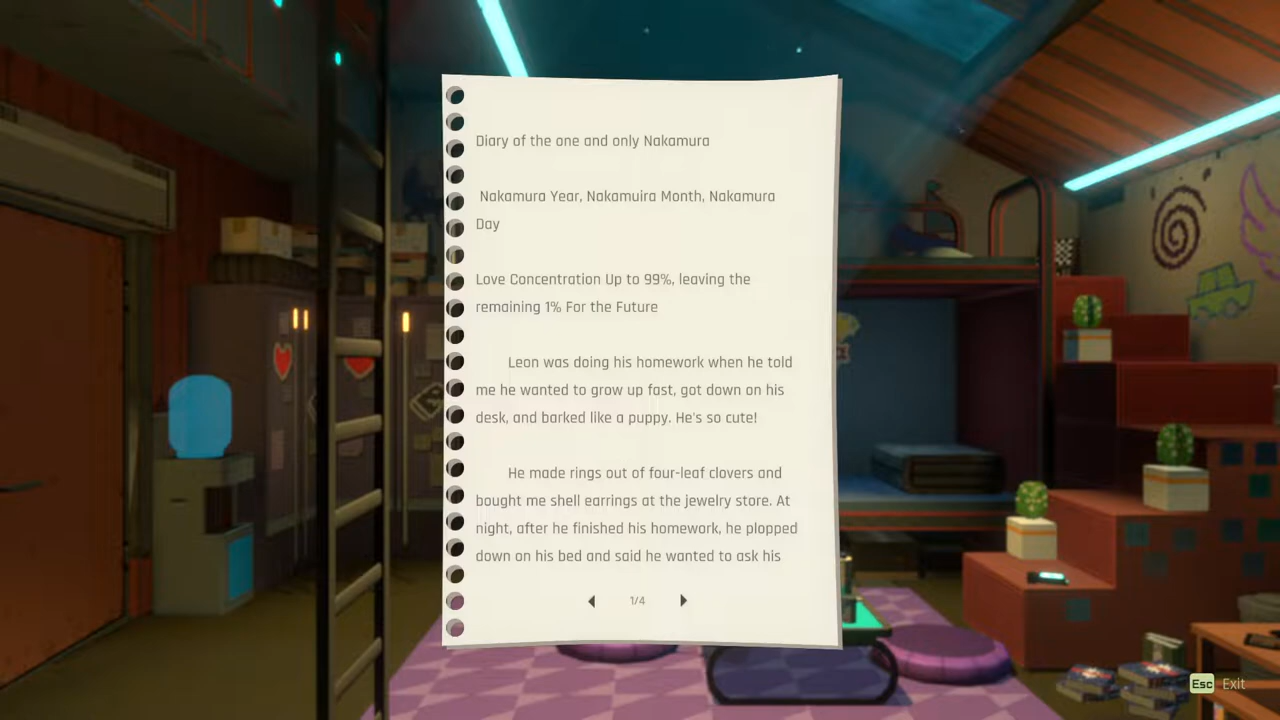 Diary of the one and only Nakamura
Nakamura Year, Nakamuira Month, Nakamura
Day
Love Concentration Up to 99%, leaving the
remaining 1% For the Future
Leon was doing his homework when he told
me he wanted to grow up fast, got down on his
desk, and barked like a puppy. He's so cute!
He made rings out of four-leaf clovers and
bought me shell earrings at the jewelry store. At
night, after he finished his homework, he plopped
down on his bed and said he wanted to ask his
1/4
Esc Exit